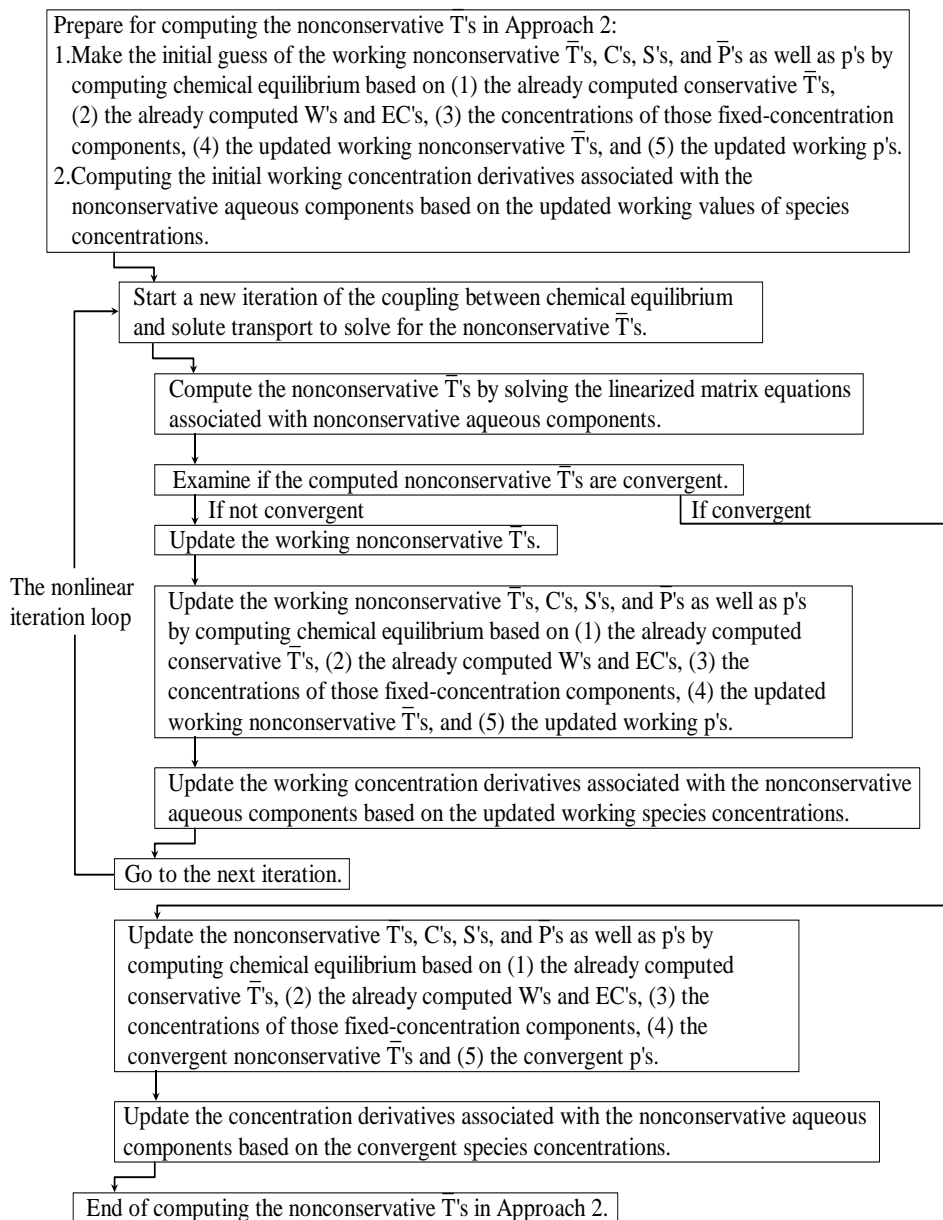 Prepare for computing the nonconservative T̅'s in Approach 2:
1.Make the initial guess of the working nonconservative T̅'s, C's, S's, and P̅'s as well as p's by
computing chemical equilibrium based on (1) the already computed conservative T̅'s,
(2) the already computed W's and EC's, (3) the concentrations of those fixed-concentration
components, (4) the updated working nonconservative T̅'s, and (5) the updated working p's.
2.Computing the initial working concentration derivatives associated with the
nonconservative aqueous components based on the updated working values of species
concentrations.
Start a new iteration of the coupling between chemical equilibrium
and solute transport to solve for the nonconservative T̅'s.
Compute the nonconservative T̅'s by solving the linearized matrix equations
associated with nonconservative aqueous components.
Examine if the computed nonconservative T̅'s are convergent.
If not convergent
If convergent
Update the working nonconservative T̅'s.
The nonlinear
iteration loop
Update the working nonconservative T̅'s, C's, S's, and P̅'s as well as p's
by computing chemical equilibrium based on (1) the already computed
conservative T̅'s, (2) the already computed W's and EC's, (3) the
concentrations of those fixed-concentration components, (4) the updated
working nonconservative T̅'s, and (5) the updated working p's.
Update the working concentration derivatives associated with the nonconservative
aqueous components based on the updated working species concentrations.
Go to the next iteration.
Update the nonconservative T̅'s, C's, S's, and P̅'s as well as p's by
computing chemical equilibrium based on (1) the already computed
conservative T̅'s, (2) the already computed W's and EC's, (3) the
concentrations of those fixed-concentration components, (4) the
convergent nonconservative T̅'s and (5) the convergent p's.
Update the concentration derivatives associated with the nonconservative aqueous
components based on the convergent species concentrations.
End of computing the nonconservative T̅'s in Approach 2.